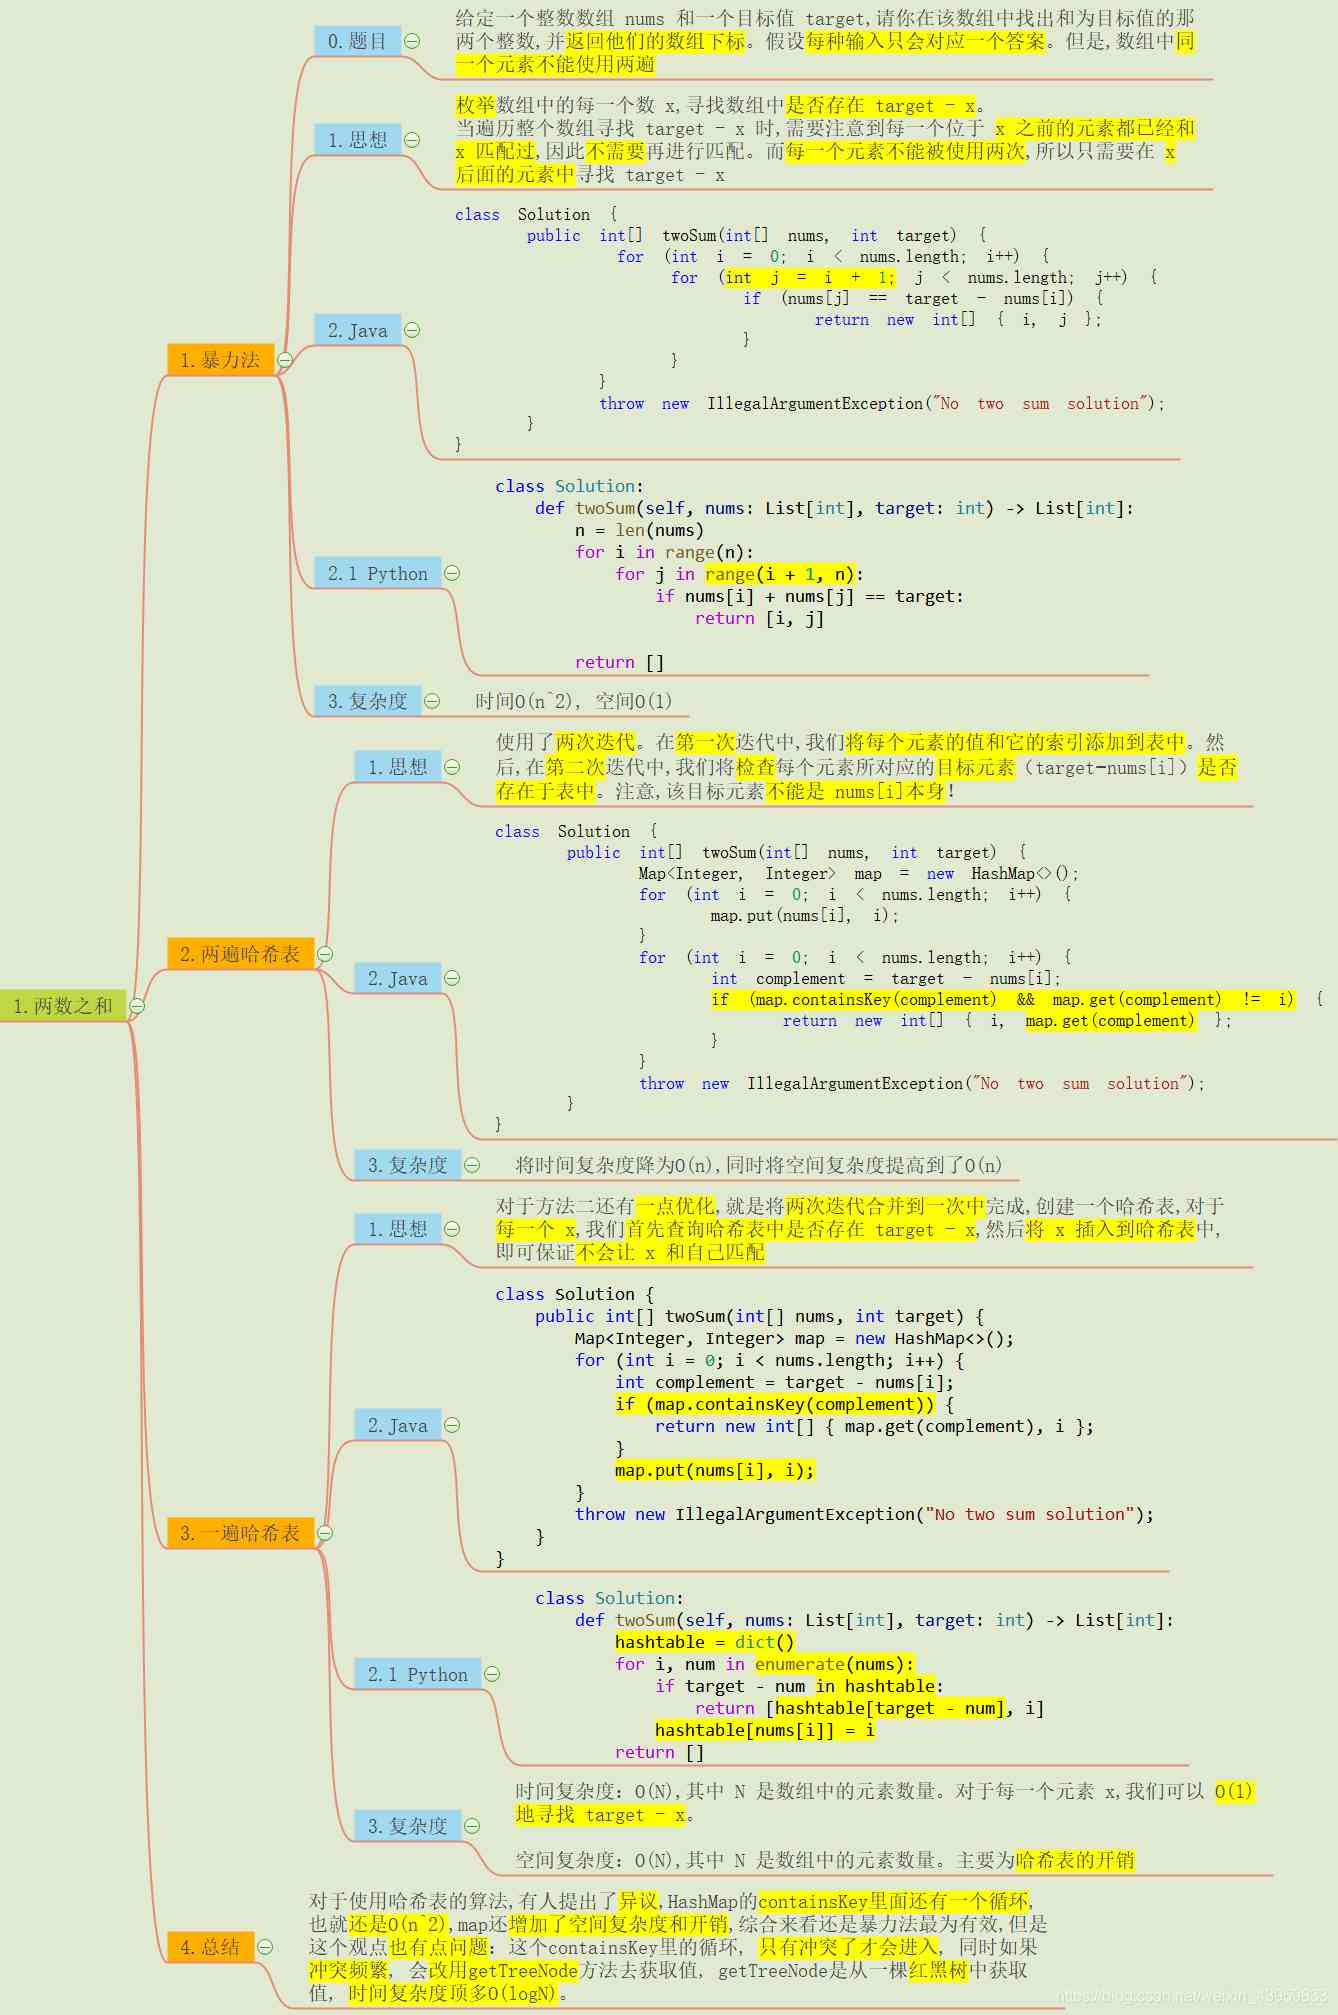 0.题目
给定一个整数数组 nums 和一个目标值 target,请你在该数组中找出和为目标值的那
两个整数,并返回他们的数组下标。假设每种输入只会对应一个答案。但是,数组中同
一个元素不能使用两遍
1.思想
枚举数组中的每一个数 x,寻找数组中是否存在 target - x。
当遍历整个数组寻找 target - x 时,需要注意到每一个位于 x 之前的元素都已经和
x 匹配过,因此不需要再进行匹配。而每一个元素不能被使用两次,所以只需要在 x
后面的元素中寻找 target - x
class Solution {
public int[] twoSum(int[] nums, int target) {
for (int i = 0; i < nums.length; i++) {
for (int j = i + 1; j < nums.length; j++) {
if (nums[j] == target - nums[i]) {
return new int[] { i, j };
}
}
}
throw new IllegalArgumentException("No two sum solution");
}
}
2.Java
1.暴力法
class Solution:
def twoSum(self, nums: List[int], target: int) -> List[int]:
n = len(nums)
for i in range(n):
for j in range(i + 1, n):
if nums[i] + nums[j] == target:
return [i, j]
return []
2.1 Python
3.复杂度
时间O(n^2), 空间O(1)
1.思想
使用了两次迭代。在第一次迭代中,我们将每个元素的值和它的索引添加到表中。然
后,在第二次迭代中,我们将检查每个元素所对应的目标元素（target-nums[i]）是否
存在于表中。注意,该目标元素不能是 nums[i]本身!
class Solution {
public int[] twoSum(int[] nums, int target) {
Map<Integer, Integer> map = new HashMap<>();
for (int i = 0; i < nums.length; i++) {
map.put(nums[i], i);
}
for (int i = 0; i < nums.length; i++) {
int complement = target - nums[i];
if (map.containsKey(complement) && map.get(complement) != i) {
return new int[] { i, map.get(complement) };
}
}
throw new IllegalArgumentException("No two sum solution");
}
}
2.两遍哈希表
2.Java
1.两数之和
3.复杂度
将时间复杂度降为O(n),同时将空间复杂度提高到了O(n)
1.思想
对于方法二还有一点优化,就是将两次迭代合并到一次中完成,创建一个哈希表,对于
每一个 x,我们首先查询哈希表中是否存在 target - x,然后将 x 插入到哈希表中,
即可保证不会让 x 和自己匹配
class Solution {
public int[] twoSum(int[] nums, int target) {
Map<Integer, Integer> map = new HashMap<>();
for (int i = 0; i < nums.length; i++) {
int complement = target - nums[i];
if (map.containsKey(complement)) {
return new int[] { map.get(complement), i };
}
map.put(nums[i], i);
}
throw new IllegalArgumentException("No two sum solution");
}
}
2.Java
3.一遍哈希表
class Solution:
def twoSum(self, nums: List[int], target: int) -> List[int]:
hashtable = dict()
for i, num in enumerate(nums):
if target - num in hashtable:
return [hashtable[target - num], i]
hashtable[nums[i]] = i
return []
2.1 Python
3.复杂度
时间复杂度：O(N),其中 N 是数组中的元素数量。对于每一个元素 x,我们可以 O(1)
地寻找 target - x。
空间复杂度：O(N),其中 N 是数组中的元素数量。主要为哈希表的开销
4.总结
对于使用哈希表的算法,有人提出了异议,HashMap的containsKey里面还有一个循环,
也就还是O(n^2),map还增加了空间复杂度和开销,综合来看还是暴力法最为有效,但是
这个观点也有点问题：这个containsKey里的循环, 只有冲突了才会进入, 同时如果
冲突频繁, 会改用getTreeNode方法去获取值, getTreeNode是从一棵红黑树中获取
值, 时间复杂度顶多O(logN)。